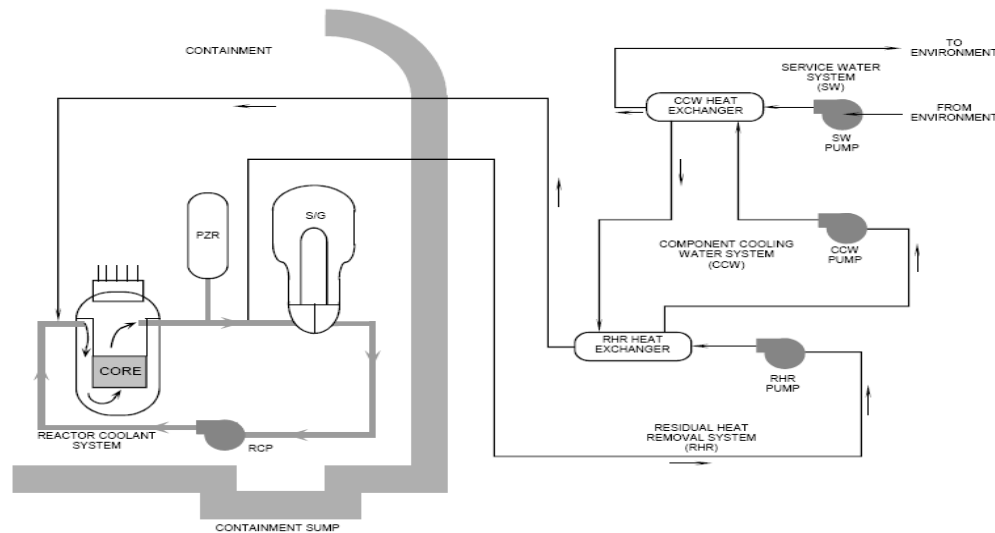 CONTAINMENT
TO
ENVIRONMENT
SERVICE WATER
SYSTEM
(SW)
CCW HEAT
EXCHANGER
FROM
ENVIRONMENT
SW
PUMP
S/G
PZR
COMPONENT COOLING
WATER SYSTEM
(CCW)
CCW
PUMP
RHR HEAT
EXCHANGER
CORE
RHR
PUMP
REACTOR COOLANT
SYSTEM
RCP
RESIDUAL HEAT
REMOVAL SYSTEM
(RHR)
CONTAINMENT SUMP